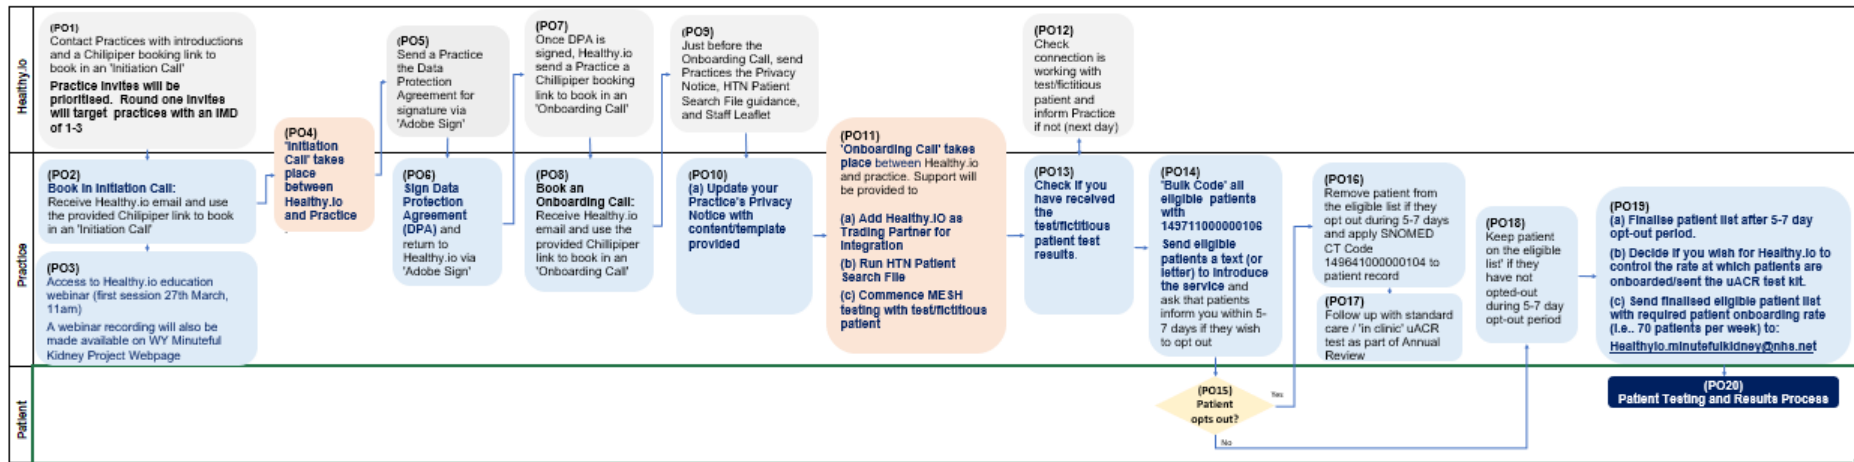 Healthy.io
(PO1)
Contact Practices with introductions
and a Chilipiper booking link to
book in an 'Initiation Call'
Practice invites will be
prioritised. Round one invites
will target practices with an IMD
of 1-3
(PO4)
'Initiation
Call' takes
place
between
Healthy.io
and Practice
(PO5)
Send a Practice
the Data
Protection
Agreement for
signature via
'Adobe Sign'
(PO7)
Once DPA is
signed, Healthy.io
send a Practice a
Chillipiper booking
link to book in an
'Onboarding Call'
(PO9)
Just before the
Onboarding Call, send
Practices the Privacy
Notice, HTN Patient
Search File guidance,
and Staff Leaflet
(PO12)
Check
connection is
working with
test/fictitious
patient and
inform Practice
if not (next day)
Practice
(PO2)
Book in Initiation Call:
Receive Healthy.io email and use
the provided Chilipiper link to book
in an 'Initiation Call'
(PO3)
Access to Healthy.io education
webinar (first session 27th March,
11am)
A webinar recording will also be
made available on WY Minuteful
Kidney Project Webpage
(PO6)
Sign Data
Protection
Agreement
(DPA) and
return to
Healthy.io via
'Adobe Sign'
(PO8)
Book an
Onboarding Call:
Receive Healthy.io
email and use the
provided Chillipiper
link to book in an
'Onboarding Call'
(PO10)
(a) Update your
Practice's Privacy
Notice with
content/template
provided
(PO11)
'Onboarding Call' takes
place between Healthy.io
and practice. Support will
be provided to
(a) Add Healthy.IO as
Trading Partner for
Integration
(b) Run HTN Patient
Search File
(c) Commence MESH
testing with test/fictitious
patient
(PO13)
Check if you
have received
the
test/fictitious
patient test
results.
(PO14)
'Bulk Code' all
eligible patients
with
149711000000106
Send eligible
patients a text (or
letter) to introduce
the service and
ask that patients
inform you within 5-
7 days if they wish
to opt out
(PO16)
Remove patient from
the eligible list if they
opt out during 5-7 days
and apply SNOMED
CT Code
149641000000104 to
patient record
(PO17)
Follow up with standard
care / 'in clinic' uACR
test as part of Annual
Review
(PO18)
Keep patient
on the eligible
list' if they
have not
opted-out
during 5-7 day
opt-out period
(PO19)
(a) Finalise patient list after 5-7 day
opt-out period.
(b) Decide if you wish for Healthy.io to
control the rate at which patients are
onboarded/sent the uACR test kit.
(c) Send finalised eligible patient list
with required patient onboarding rate
(i.e.. 70 patients per week) to:
Healthyio.minutefulkidney@nhs.net
Patient
(PO15)
Patient
opts out?
Yes
No
(PO20)
Patient Testing and Results Process